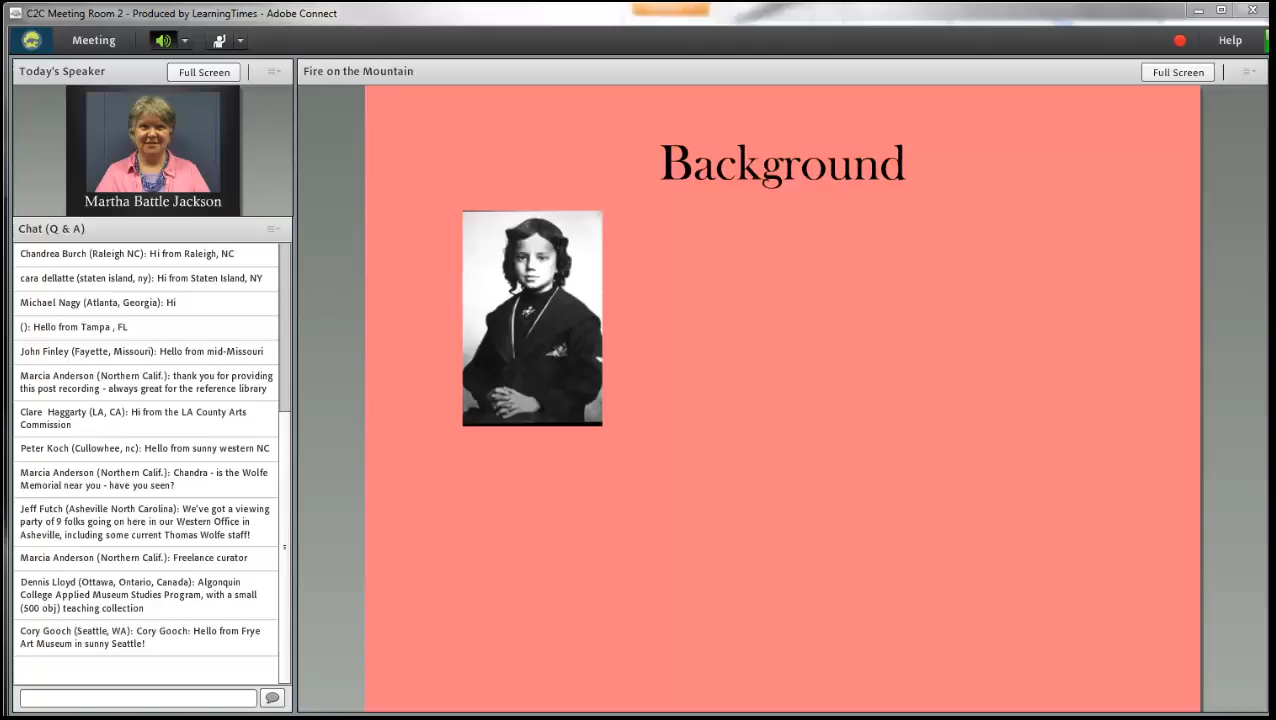 C2C Meeting Room 2 - Produced by LearningTimes - Adobe Connect
Meeting
Help
Today's Speaker
Full Screen
Martha Battle Jackson
Chat (Q & A)
Chandrea Burch (Raleigh NC): Hi from Raleigh, NC
cara dellatte (staten island, ny): Hi from Staten Island, NY
Michael Nagy (Atlanta, Georgia): Hi
(): Hello from Tampa , FL
John Finley (Fayette, Missouri): Hello from mid-Missouri
Marcia Anderson (Northern Calif.): thank you for providing
this post recording - always great for the reference library
Clare  Haggarty (LA, CA): Hi from the LA County Arts
Commission
Peter Koch (Cullowhee, nc): Hello from sunny western NC
Marcia Anderson (Northern Calif.): Chandra - is the Wolfe
Memorial near you - have you seen?
Jeff Futch (Asheville North Carolina): We've got a viewing
party of 9 folks going on here in our Western Office in
Asheville, including some current Thomas Wolfe staff!
Marcia Anderson (Northern Calif.): Freelance curator
Dennis Lloyd (Ottawa, Ontario, Canada): Algonquin
College Applied Museum Studies Program, with a small
(500 obj) teaching collection
Cory Gooch (Seattle, WA): Cory Gooch: Hello from Frye
Art Museum in sunny Seattle!
Fire on the Mountain
Full Screen
Background